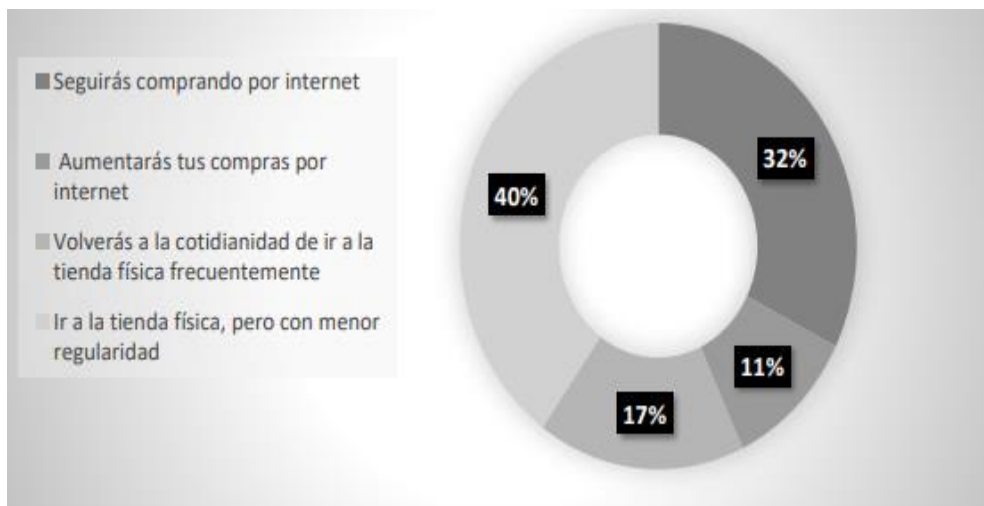 Seguirás comprando por internet
Aumentarás tus compras por
internet
Volverás a la cotidianidad de ir a la
tienda física frecuentemente
Ir a la tienda física, pero con menor
regularidad
32%
11%
17%
40%